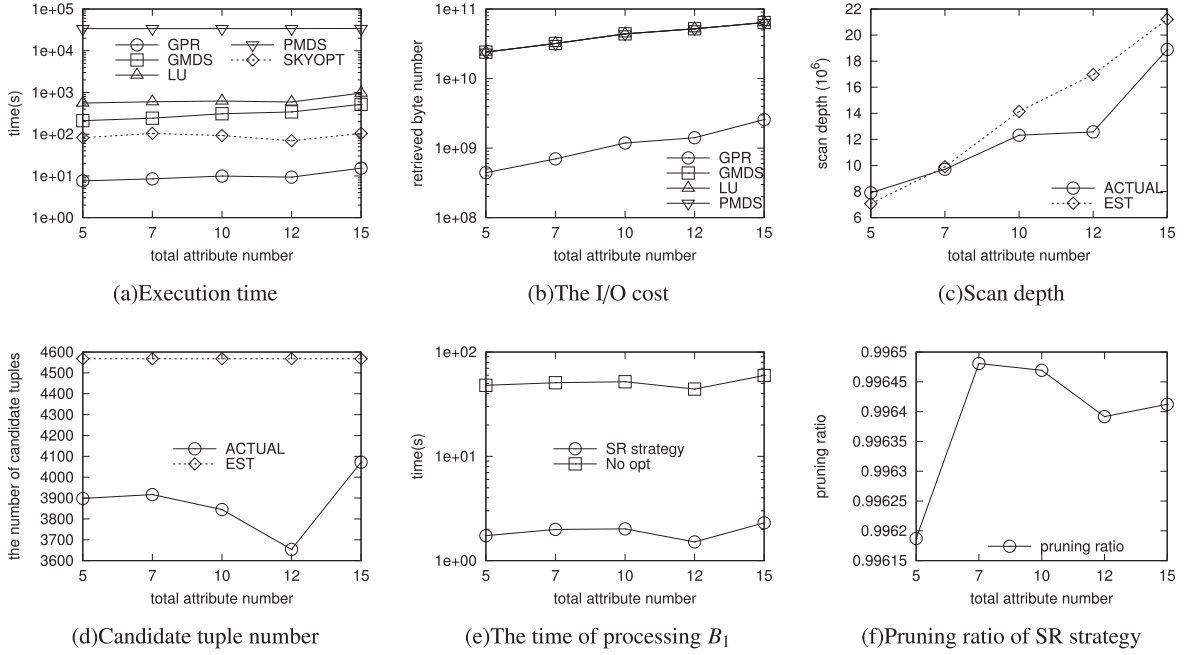 1e+05
1e+04
1e+03
1e+02
1e+01
1e+00
time(s)
GPR
GMDS
LU
PMDS
SKYOPT
5 7 10 12 15
total attribute number
(a)Execution time
1e+11
1e+10
1e+09
1e+08
retrieved byte number
GPR
GMDS
LU
PMDS
5 7 10 12 15
total attribute number
(b)The I/O cost
22
20
18
16
14
12
10
8
6
scan depth (10^6)
ACTUAL
EST
5 7 10 12 15
total attribute number
(c)Scan depth
4600
4500
4400
4300
4200
4100
4000
3900
3800
3700
3600
the number of candidate tuples
ACTUAL
EST
5 7 10 12 15
total attribute number
(d)Candidate tuple number
1e+02
1e+01
1e+00
time(s)
SR strategy
No opt
5 7 10 12 15
total attribute number
(e)The time of processing B₁
0.9965
0.99645
0.9964
0.99635
0.9963
0.99625
0.9962
0.99615
pruning ratio
pruning ratio
5 7 10 12 15
total attribute number
(f)Pruning ratio of SR strategy